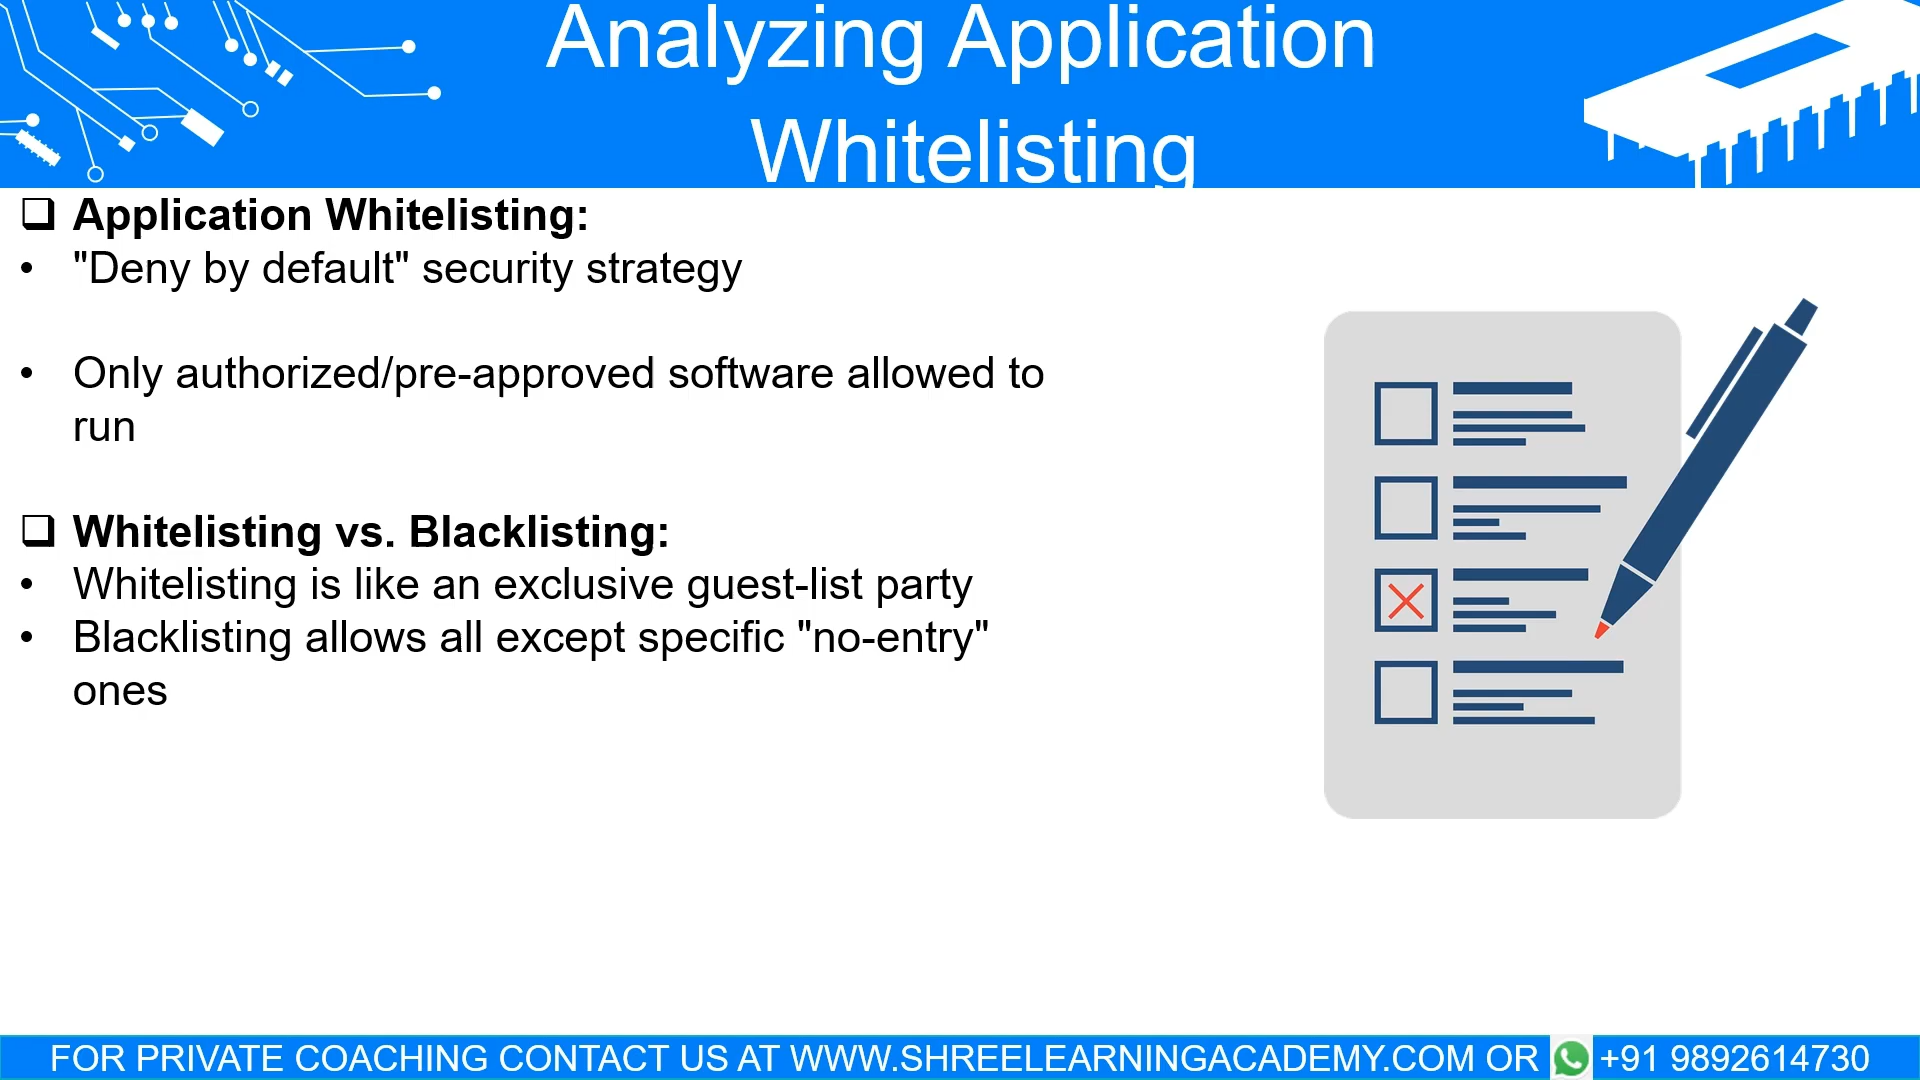 Analyzing Application
Whitelisting
❑ Application Whitelisting:
• "Deny by default" security strategy
• Only authorized/pre-approved software allowed to
run
❑ Whitelisting vs. Blacklisting:
• Whitelisting is like an exclusive guest-list party
• Blacklisting allows all except specific "no-entry"
ones
FOR PRIVATE COACHING CONTACT US AT WWW.SHREELEARNINGACADEMY.COM OR +91 9892614730